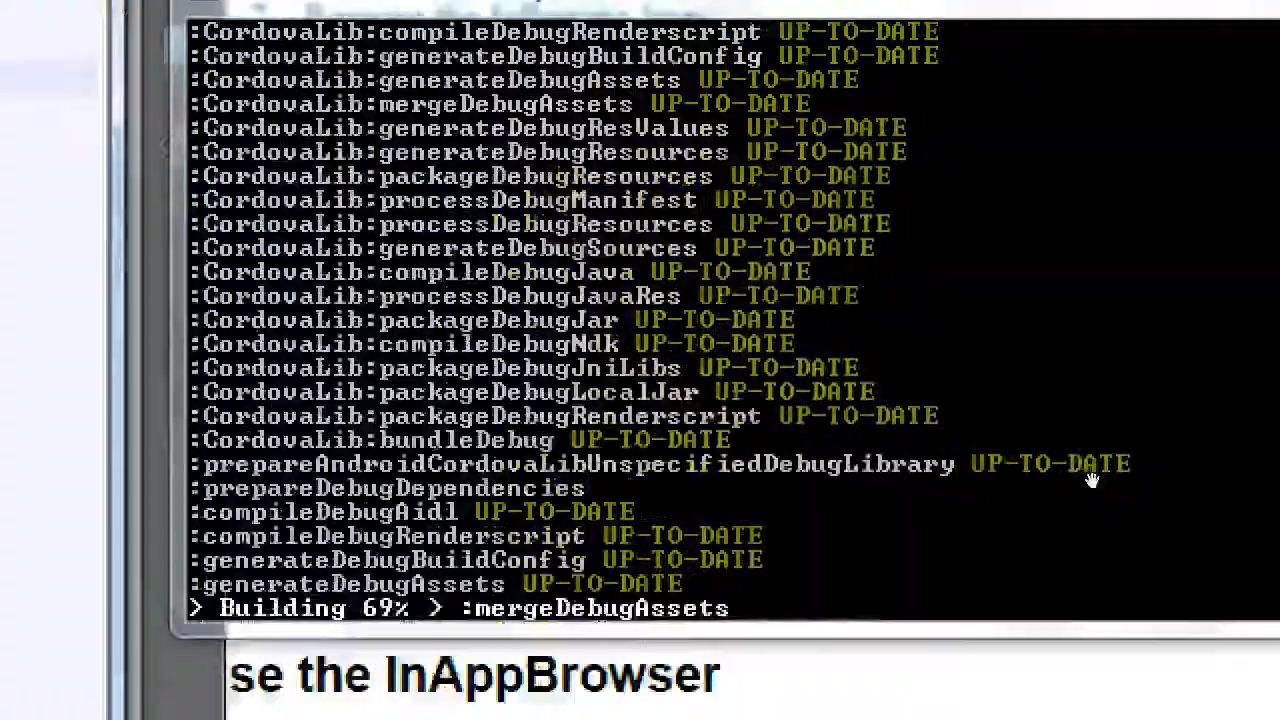 :CordovaLib:compileDebugRenderscript UP-TO-DATE
:CordovaLib:generateDebugBuildConfig UP-TO-DATE
:CordovaLib:generateDebugAssets UP-TO-DATE
:CordovaLib:mergeDebugAssets UP-TO-DATE
:CordovaLib:generateDebugResValues UP-TO-DATE
:CordovaLib:generateDebugResources UP-TO-DATE
:CordovaLib:packageDebugResources UP-TO-DATE
:CordovaLib:processDebugManifest UP-TO-DATE
:CordovaLib:processDebugResources UP-TO-DATE
:CordovaLib:generateDebugSources UP-TO-DATE
:CordovaLib:compileDebugJava UP-TO-DATE
:CordovaLib:processDebugJavaRes UP-TO-DATE
:CordovaLib:packageDebugJar UP-TO-DATE
:CordovaLib:compileDebugNdk UP-TO-DATE
:CordovaLib:packageDebugJniLibs UP-TO-DATE
:CordovaLib:packageDebugLocalJar UP-TO-DATE
:CordovaLib:packageDebugRenderscript UP-TO-DATE
:CordovaLib:bundleDebug UP-TO-DATE
:prepareAndroidCordovaLibUnspecifiedDebugLibrary UP-TO-DATE
:prepareDebugDependencies
:compileDebugAidl UP-TO-DATE
:compileDebugRenderscript UP-TO-DATE
:generateDebugBuildConfig UP-TO-DATE
:generateDebugAssets UP-TO-DATE
> Building 69% > :mergeDebugAssets
se the InAppBrowser